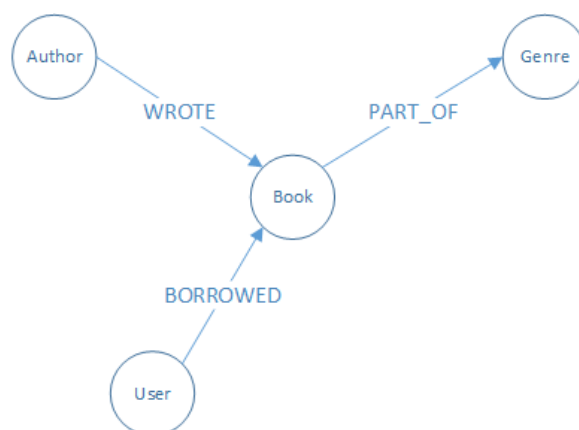 Author
Genre
WROTE
PART_OF
Book
BORROWED
User